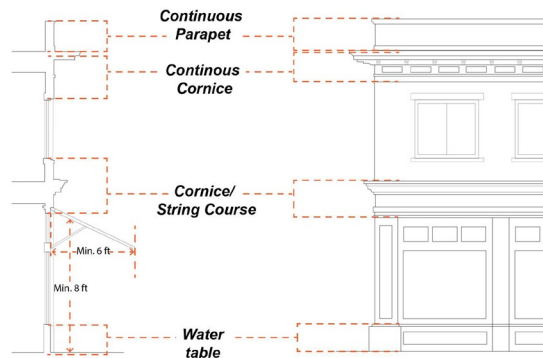 Continuous
Parapet
Continous
Cornice
Cornice/
String Course
Min. 6 ft
Min. 8 ft
Water
table